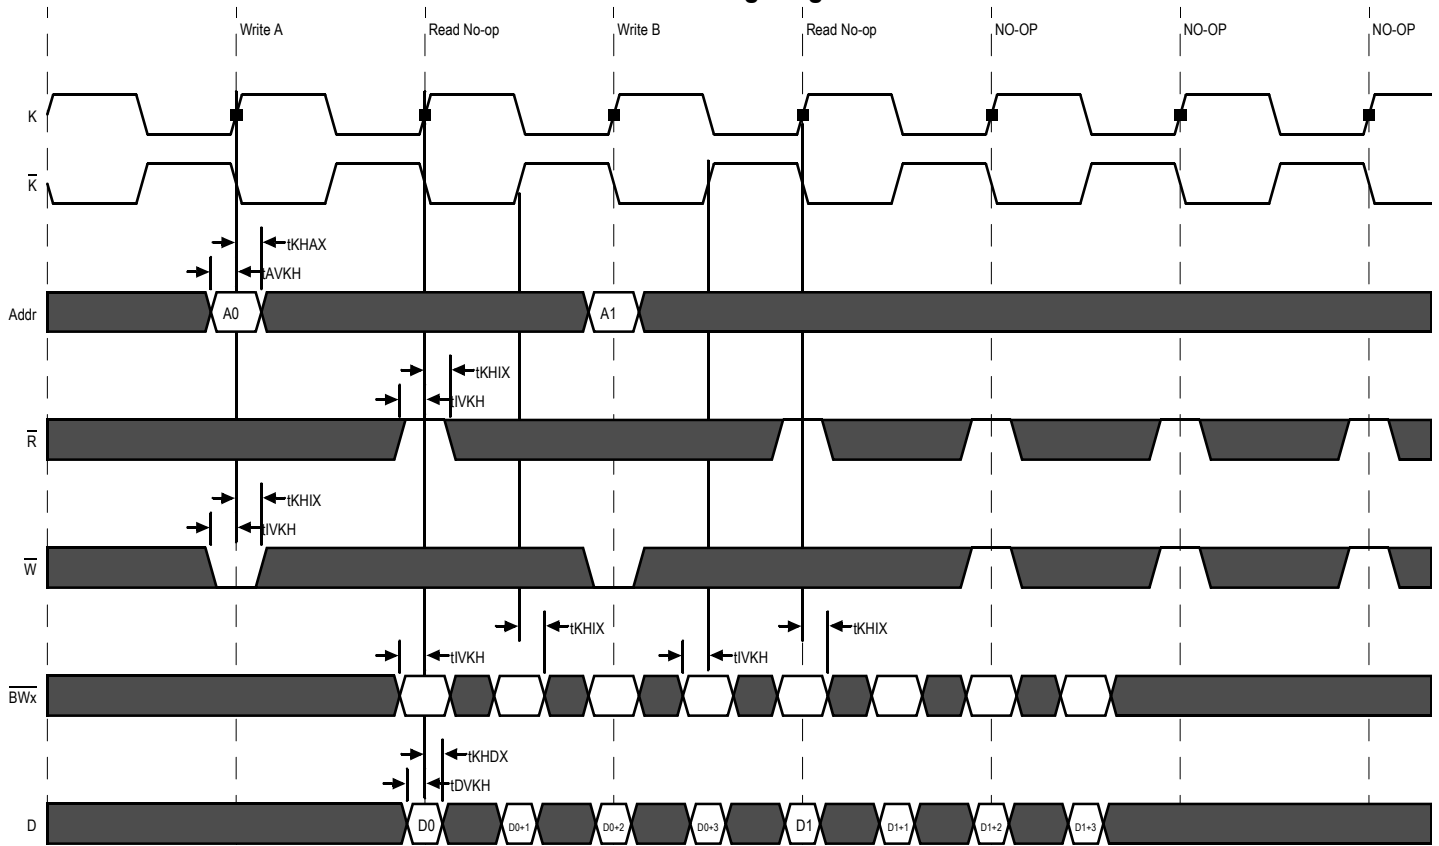 Write A Read No-op Write B Read No-op NO-OP NO-OP NO-OP
K
K
tKHAX
tAVKH
Addr A0 A1
tKHIX
tIVKH
R
tKHIX
tIVKH
W
tKHIX tKHIX
tIVKH tIVKH
BWx
tKHDX
tDVKH
D D0 D0+1 D0+2 D0+3 D1 D1+1 D1+2 D1+3